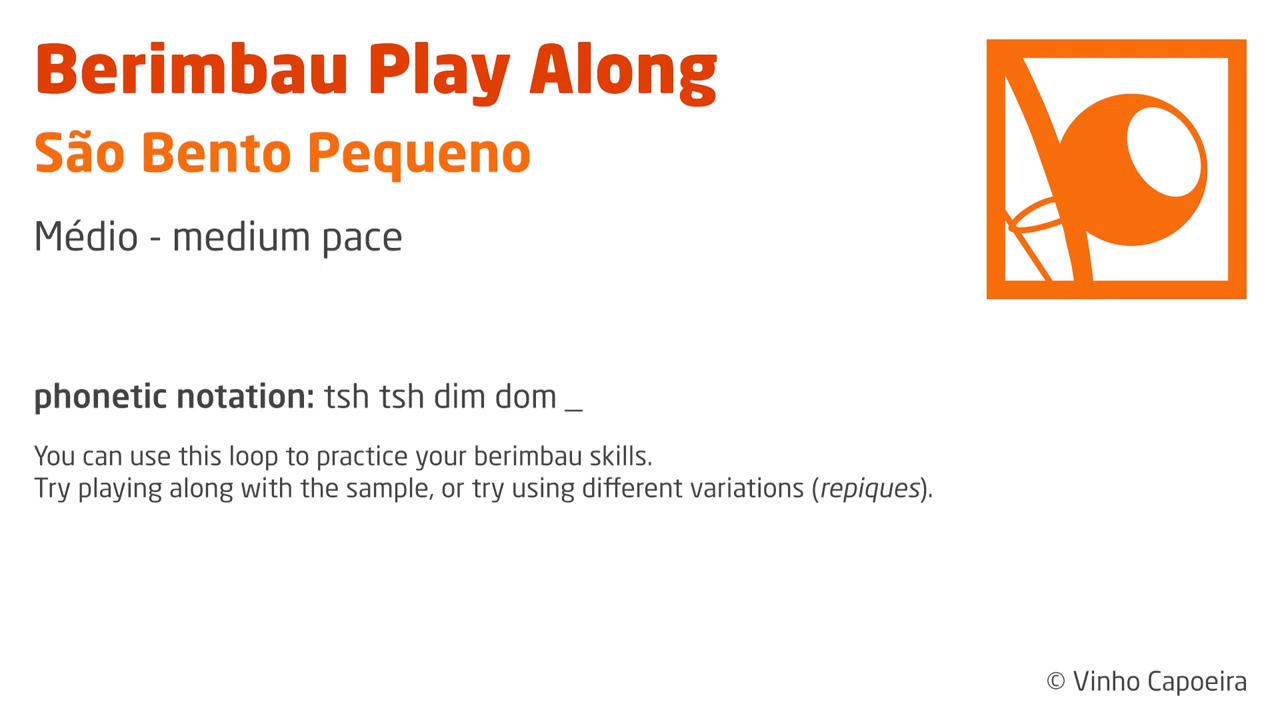 Berimbau Play Along
São Bento Pequeno
Médio - medium pace
phonetic notation: tsh tsh dim dom _
You can use this loop to practice your berimbau skills.
Try playing along with the sample, or try using different variations (repiques).
© Vinho Capoeira